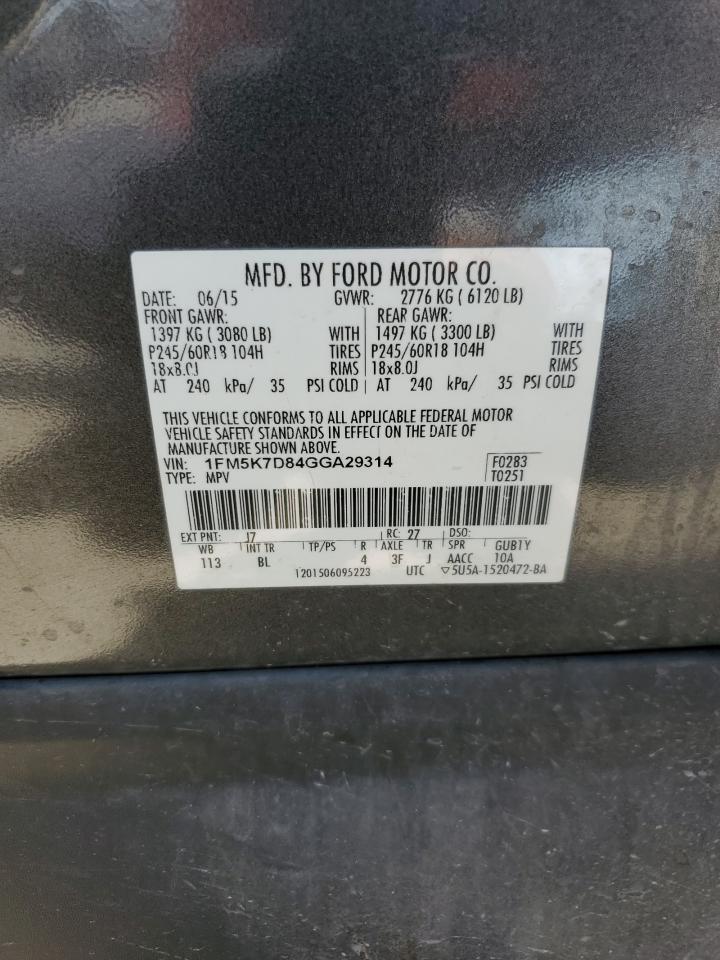 MFD. BY FORD MOTOR CO.
DATE: 06/15 GVWR: 2776 KG ( 6120 LB)
FRONT GAWR: REAR GAWR:
1397 KG ( 3080 LB) WITH 1497 KG ( 3300 LB) WITH
P245/60R18 104H TIRES P245/60R18 104H TIRES
18x8.0J RIMS 18x8.0J RIMS
AT 240 kPa/ 35 PSI COLD AT 240 kPa/ 35 PSI COLD
THIS VEHICLE CONFORMS TO ALL APPLICABLE FEDERAL MOTOR
VEHICLE SAFETY STANDARDS IN EFFECT ON THE DATE OF
MANUFACTURE SHOWN ABOVE.
VIN: 1FM5K7D84GGA29314 F0283
TYPE: MPV T0251
EXT PNT: J7 RC: 27 DSO:
WB INT TR TP/PS R AXLE TR SPR GUB1Y
113 BL 4 3F J AACC 10A
1201506095223 UTC ▽5U5A-1520472-BA